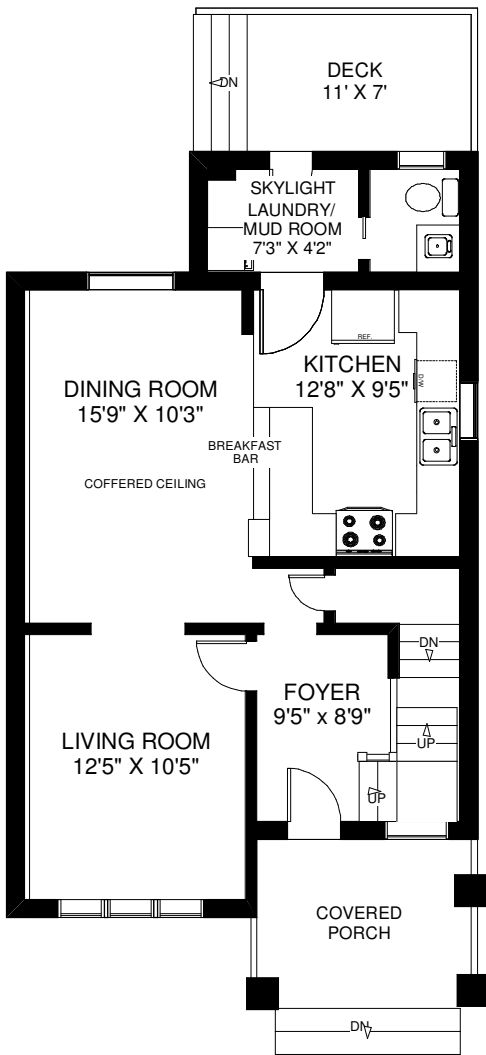 DECK
11' X 7'
DN
SKYLIGHT
LAUNDRY/
MUD ROOM
7'3" X 4'2"
REF.
KITCHEN
12'8" X 9'5"
D/W
DINING ROOM
15'9" X 10'3"
BREAKFAST
BAR
COFFERED CEILING
DN
FOYER
9'5" x 8'9"
UP
LIVING ROOM
12'5" X 10'5"
UP
COVERED
PORCH
DN